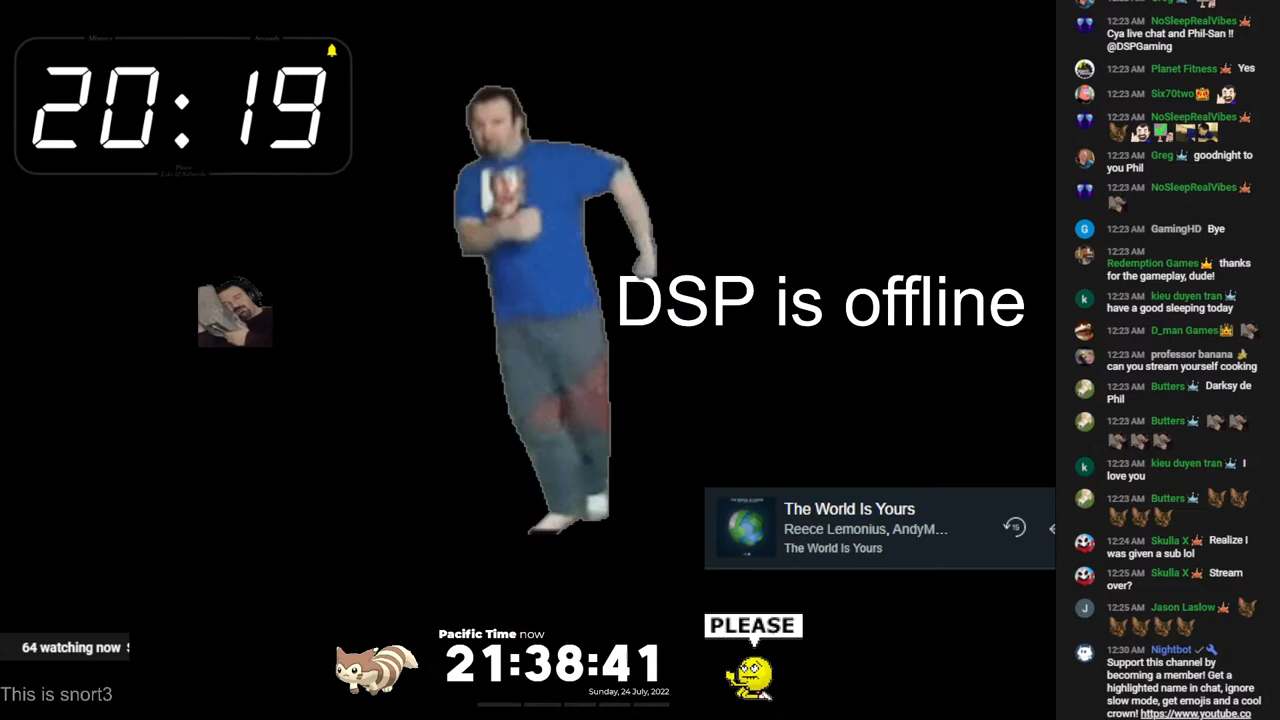 Minutes
Seconds
20:19
DSP is offline
The World Is Yours
Reece Lemonius, AndyM...
The World Is Yours
15
PLEASE
64 watching now
This is snort3
Pacific Time now
21:38:41
Sunday, 24 July, 2022
12:23 AM NoSleepRealVibes
Cya live chat and Phil-San !!
@DSPGaming
12:23 AM Planet Fitness Yes
12:23 AM Six70two
12:23 AM NoSleepRealVibes
12:23 AM Greg goodnight to
you Phil
12:23 AM NoSleepRealVibes
G 12:23 AM GamingHD Bye
12:23 AM
Redemption Games thanks
for the gameplay, dude!
k 12:23 AM kieu duyen tran
have a good sleeping today
12:23 AM D_man Games
12:23 AM professor banana
can you stream yourself cooking
12:23 AM Butters Darksy de
Phil
12:23 AM Butters
k 12:23 AM kieu duyen tran I
love you
12:23 AM Butters
12:24 AM Skulla X Realize I
was given a sub lol
12:25 AM Skulla X Stream
over?
J 12:25 AM Jason Laslow
12:30 AM Nightbot
Support this channel by
becoming a member! Get a
highlighted name in chat, ignore
slow mode, get emojis and a cool
crown! https://www.youtube.co